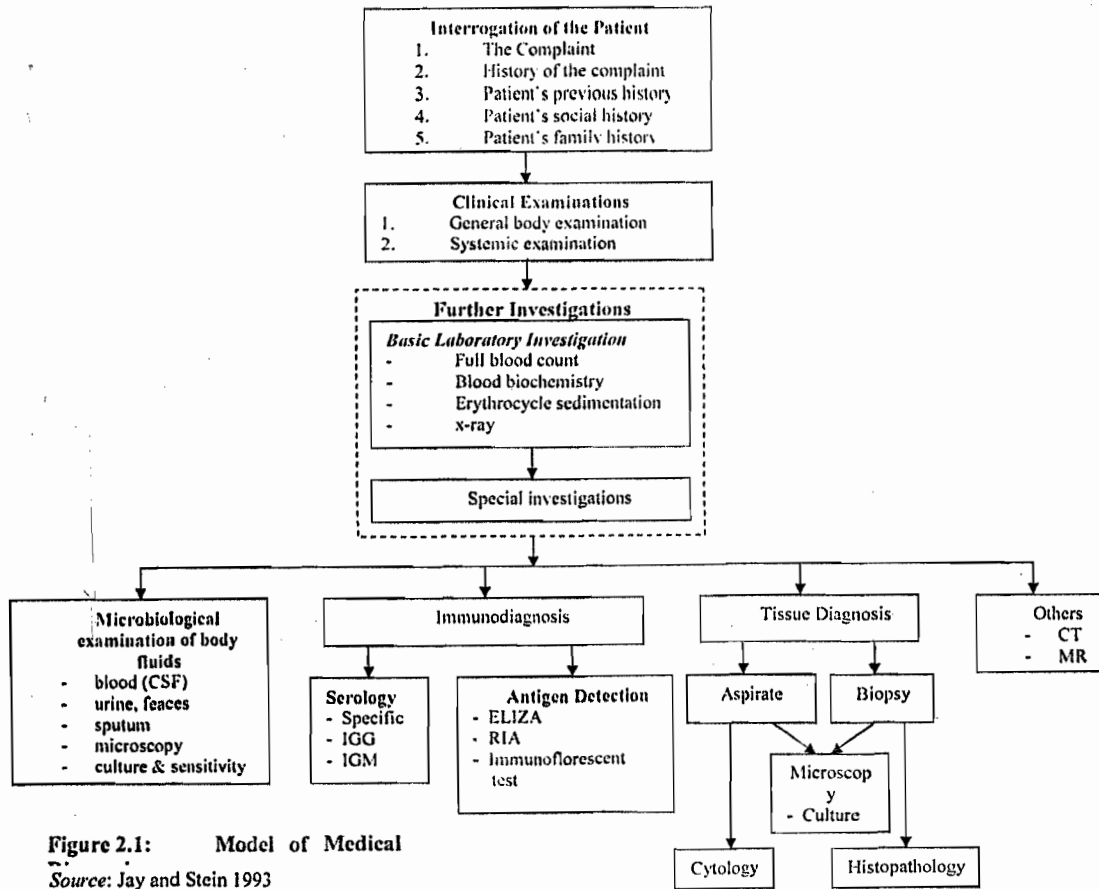 Interrogation of the Patient
1. The Complaint
2. History of the complaint
3. Patient's previous history
4. Patient's social history
5. Patient's family history
Clinical Examinations
1. General body examination
2. Systemic examination
Further Investigations
Basic Laboratory Investigation
- Full blood count
- Blood biochemistry
- Erythrocycle sedimentation
- x-ray
Special investigations
Microbiological
examination of body
fluids
- blood (CSF)
- urine, feaces
- sputum
- microscopy
- culture & sensitivity
Immunodiagnosis
Serology
- Specific
- IGG
- IGM
Antigen Detection
- ELIZA
- RIA
- Immunoflorescent
test
Tissue Diagnosis
Aspirate
Biopsy
Microscop
y
- Culture
Cytology
Histopathology
Others
- CT
- MR
Figure 2.1: Model of Medical
Source: Jay and Stein 1993